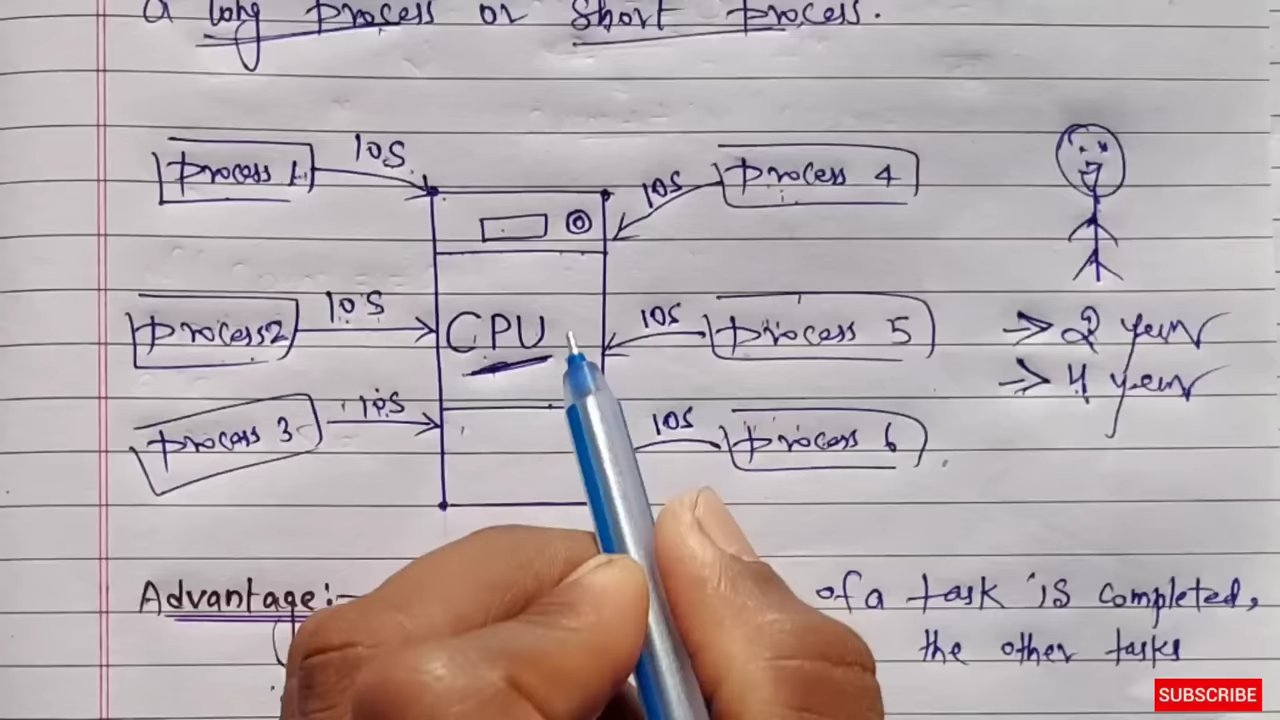 a long process or short process.
process 1
10S
10S
process 4
process2
10S
CPU
10S
process 5
→ 2 year
→ 4 year
process 3
10S
10S
process 6
Advantage:-
of a task is completed,
the other tasks
SUBSCRIBE